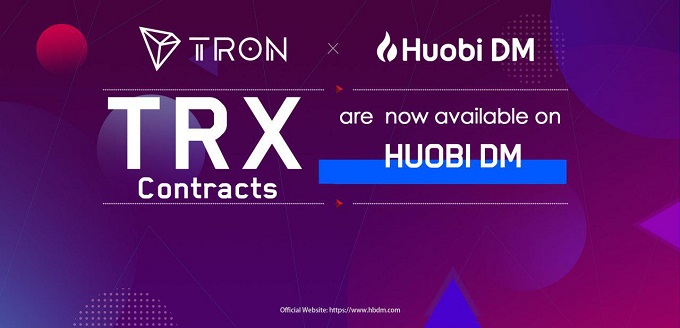 TRON × Huobi DM
TRX
Contracts
are now available on
HUOBI DM
Official Website: https://www.hbdm.com